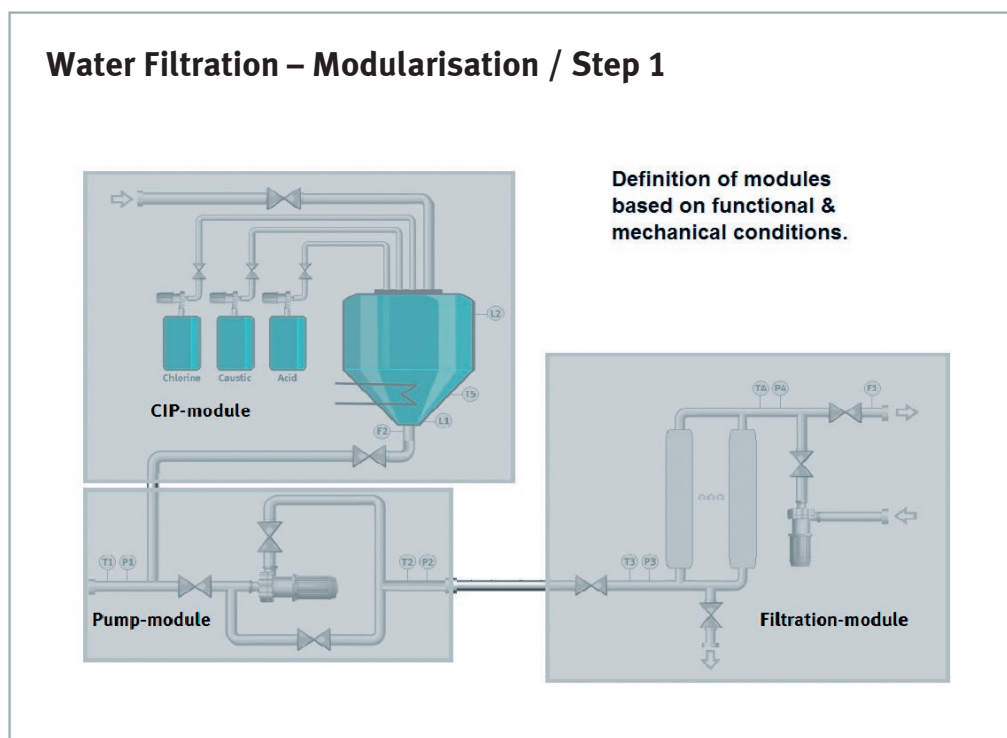 Water Filtration – Modularisation / Step 1
Definition of modules
based on functional &
mechanical conditions.
L2
Chlorine Caustic Acid
T5
CIP-module
L1
F2
T4 P4 F1
T1 P1
T2 P2
T3 P3
Pump-module
Filtration-module